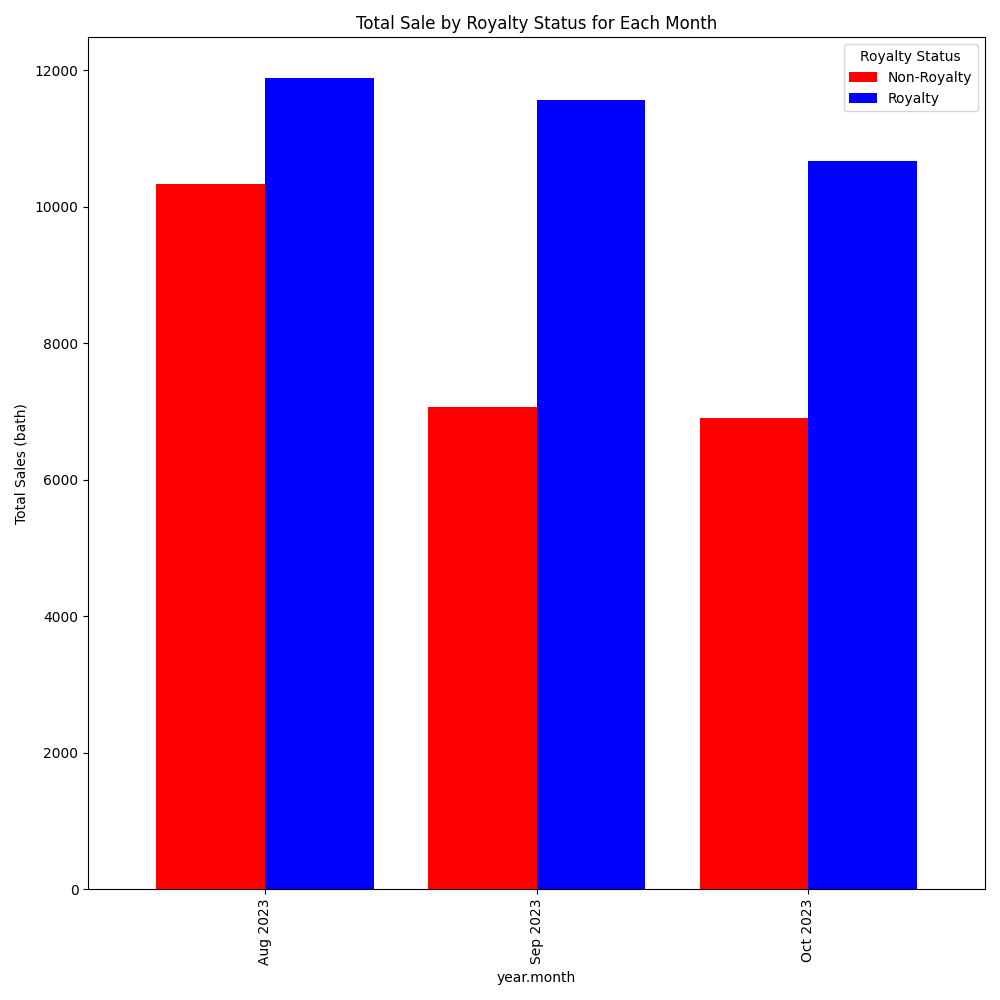 Total Sale by Royalty Status for Each Month
Royalty Status
Non-Royalty
Royalty
Total Sales (bath)
12000
10000
8000
6000
4000
2000
0
Aug 2023
Sep 2023
Oct 2023
year.month